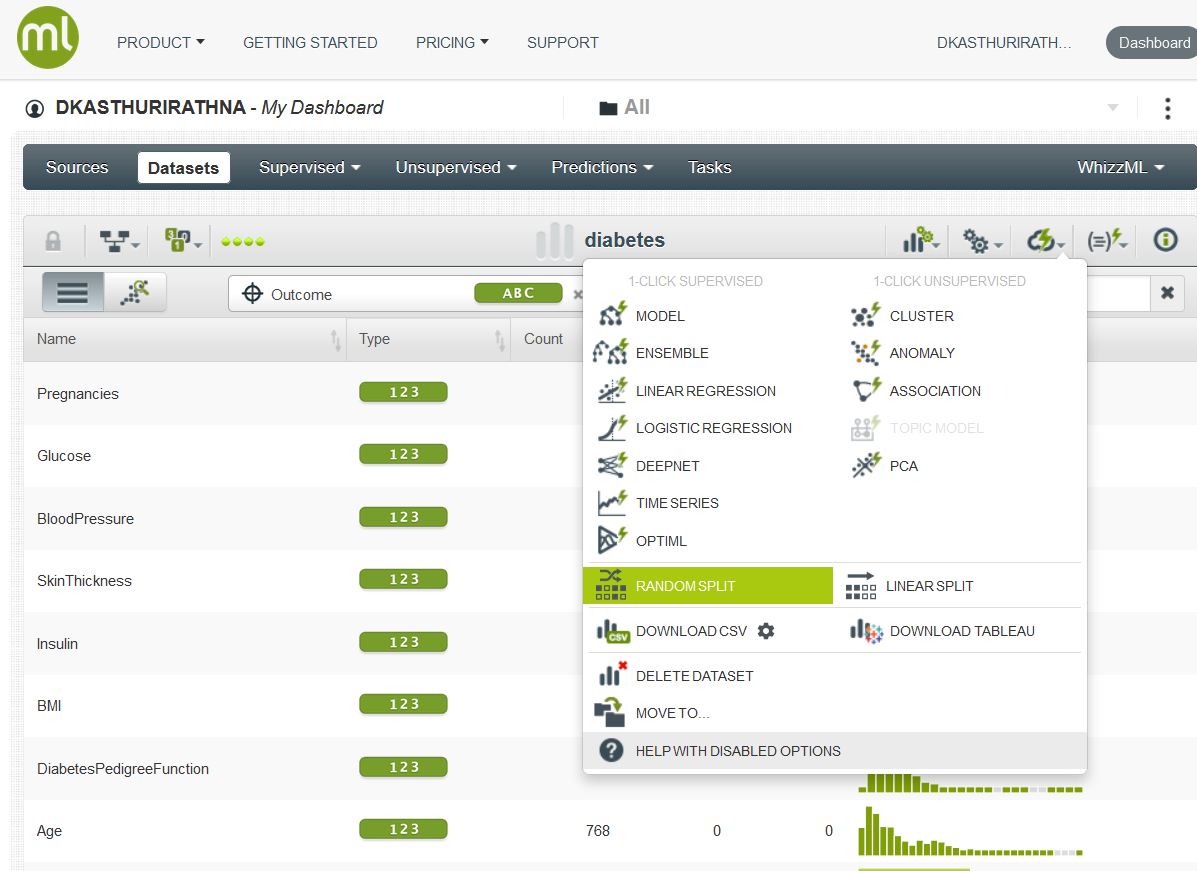 ml
PRODUCT
GETTING STARTED
PRICING
SUPPORT
DKASTHURIRATH...
Dashboard
DKASTHURIRATHNA - My Dashboard
All
Sources
Datasets
Supervised
Unsupervised
Predictions
Tasks
WhizzML
diabetes
Outcome
ABC
Name
Type
Count
1-CLICK SUPERVISED
MODEL
ENSEMBLE
LINEAR REGRESSION
LOGISTIC REGRESSION
DEEPNET
TIME SERIES
OPTIML
1-CLICK UNSUPERVISED
CLUSTER
ANOMALY
ASSOCIATION
TOPIC MODEL
PCA
RANDOM SPLIT
LINEAR SPLIT
CSV
DOWNLOAD CSV
DOWNLOAD TABLEAU
DELETE DATASET
MOVE TO...
HELP WITH DISABLED OPTIONS
Pregnancies
123
Glucose
123
BloodPressure
123
SkinThickness
123
Insulin
123
BMI
123
DiabetesPedigreeFunction
123
Age
123
768
0
0